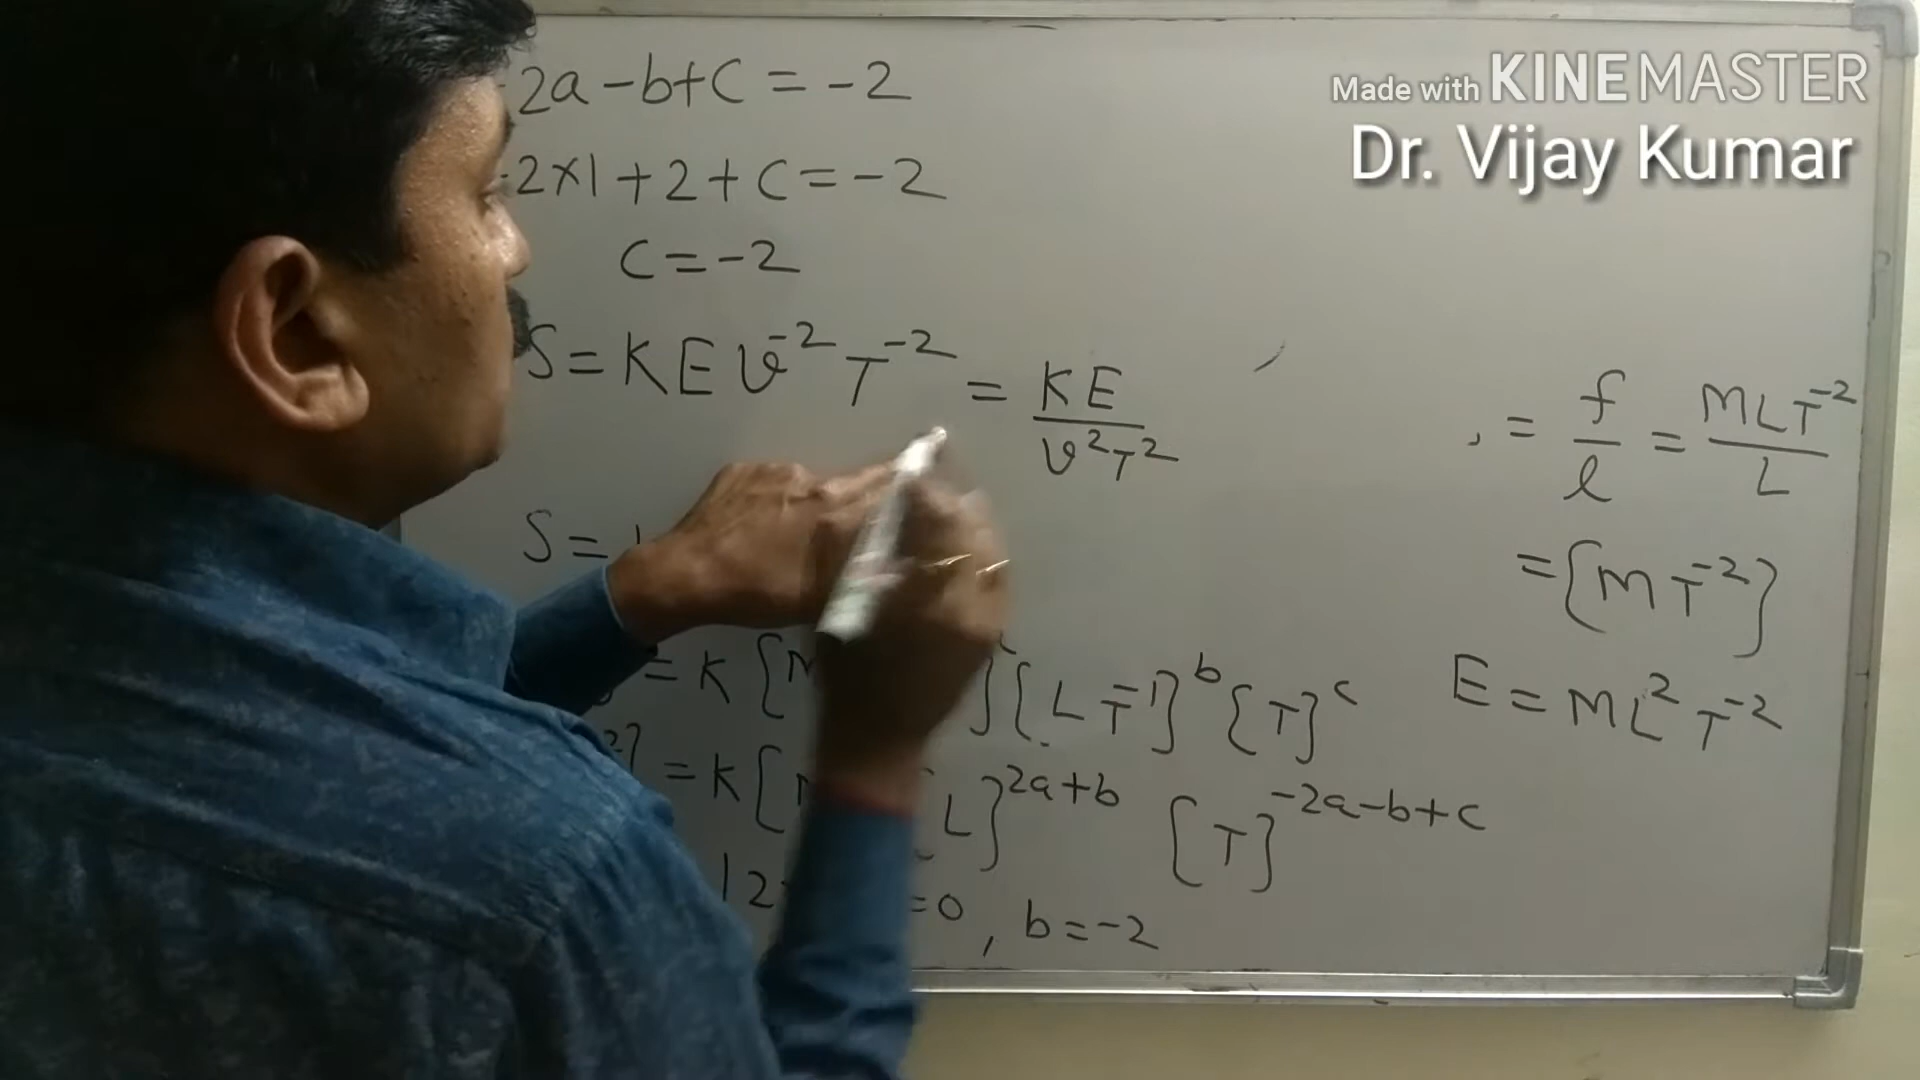 Made with KINEMASTER
Dr. Vijay Kumar
-2a-b+c=-2
-2×1+2+c=-2
c=-2
S=KEV⁻²T⁻² = KE/V²T²
S=
=K[M ][LT⁻¹]ᵇ[T]ᶜ
=K[ L]²ᵃ⁺ᵇ [T]⁻²ᵃ⁻ᵇ⁺ᶜ
=0, b=-2
= f/l = MLT⁻²/L
=[MT⁻²]
E=ML²T⁻²